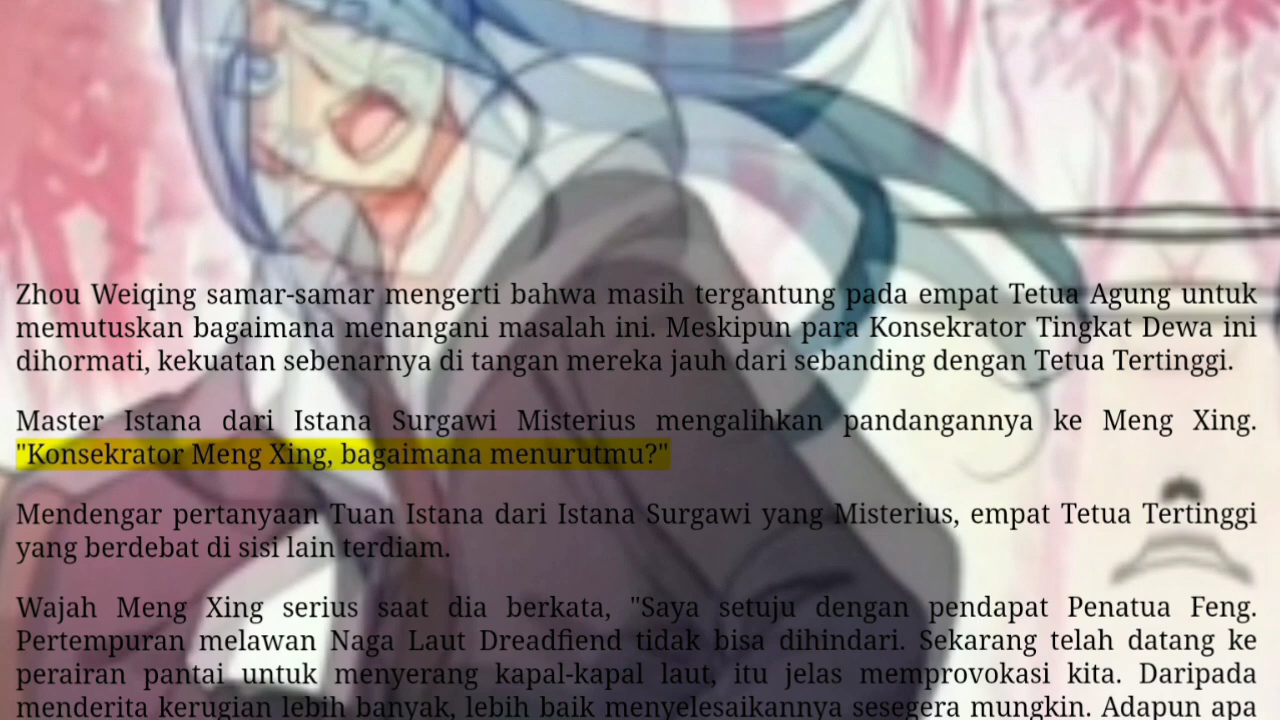 Zhou Weiqing samar-samar mengerti bahwa masih tergantung pada empat Tetua Agung untuk
memutuskan bagaimana menangani masalah ini. Meskipun para Konsekrator Tingkat Dewa ini
dihormati, kekuatan sebenarnya di tangan mereka jauh dari sebanding dengan Tetua Tertinggi.
Master Istana dari Istana Surgawi Misterius mengalihkan pandangannya ke Meng Xing.
"Konsekrator Meng Xing, bagaimana menurutmu?"
Mendengar pertanyaan Tuan Istana dari Istana Surgawi yang Misterius, empat Tetua Tertinggi
yang berdebat di sisi lain terdiam.
Wajah Meng Xing serius saat dia berkata, "Saya setuju dengan pendapat Penatua Feng.
Pertempuran melawan Naga Laut Dreadfiend tidak bisa dihindari. Sekarang telah datang ke
perairan pantai untuk menyerang kapal-kapal laut, itu jelas memprovokasi kita. Daripada
menderita kerugian lebih banyak, lebih baik menyelesaikannya sesegera mungkin. Adapun apa